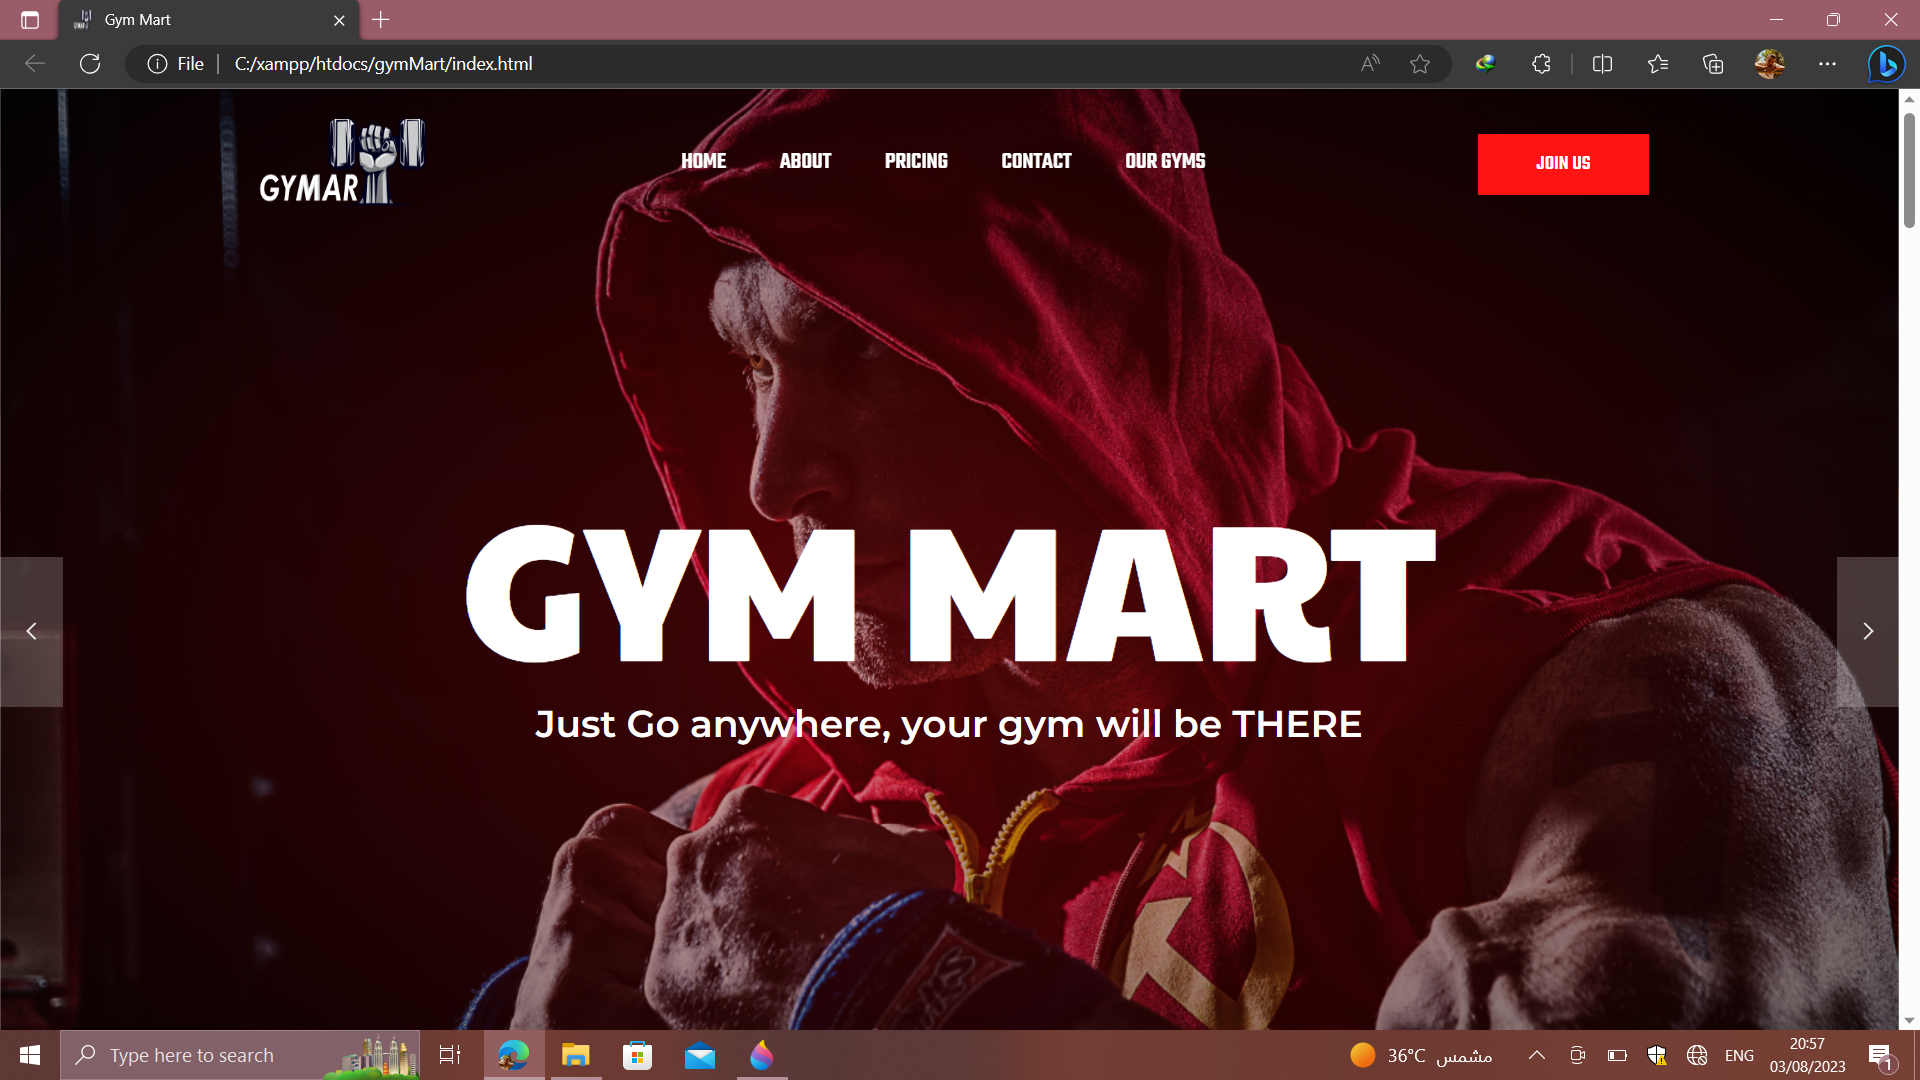 Gym Mart
File
C:/xampp/htdocs/gymMart/index.html
GYMAR
HOME ABOUT PRICING CONTACT OUR GYMS
JOIN US
GYM MART
Just Go anywhere, your gym will be THERE
Type here to search
36°C مشمس
ENG
20:57
03/08/2023
1